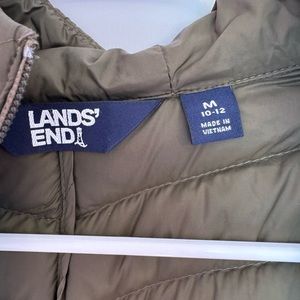 LANDS'
END
M
10-12
MADE IN
VIETNAM